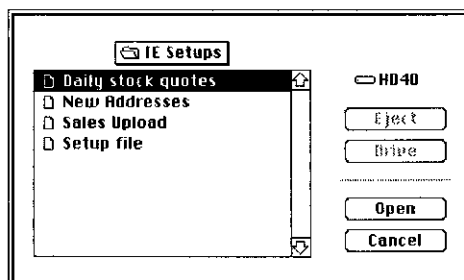 IE Setups
Daily stock quotes
New Addresses
Sales Upload
Setup file
HD40
Eject
Drive
Open
Cancel